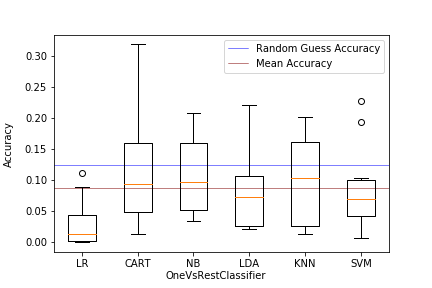 Random Guess Accuracy
Mean Accuracy
0.30
0.25
0.20
0.15
0.10
0.05
0.00
Accuracy
LR CART NB LDA KNN SVM
OneVsRestClassifier